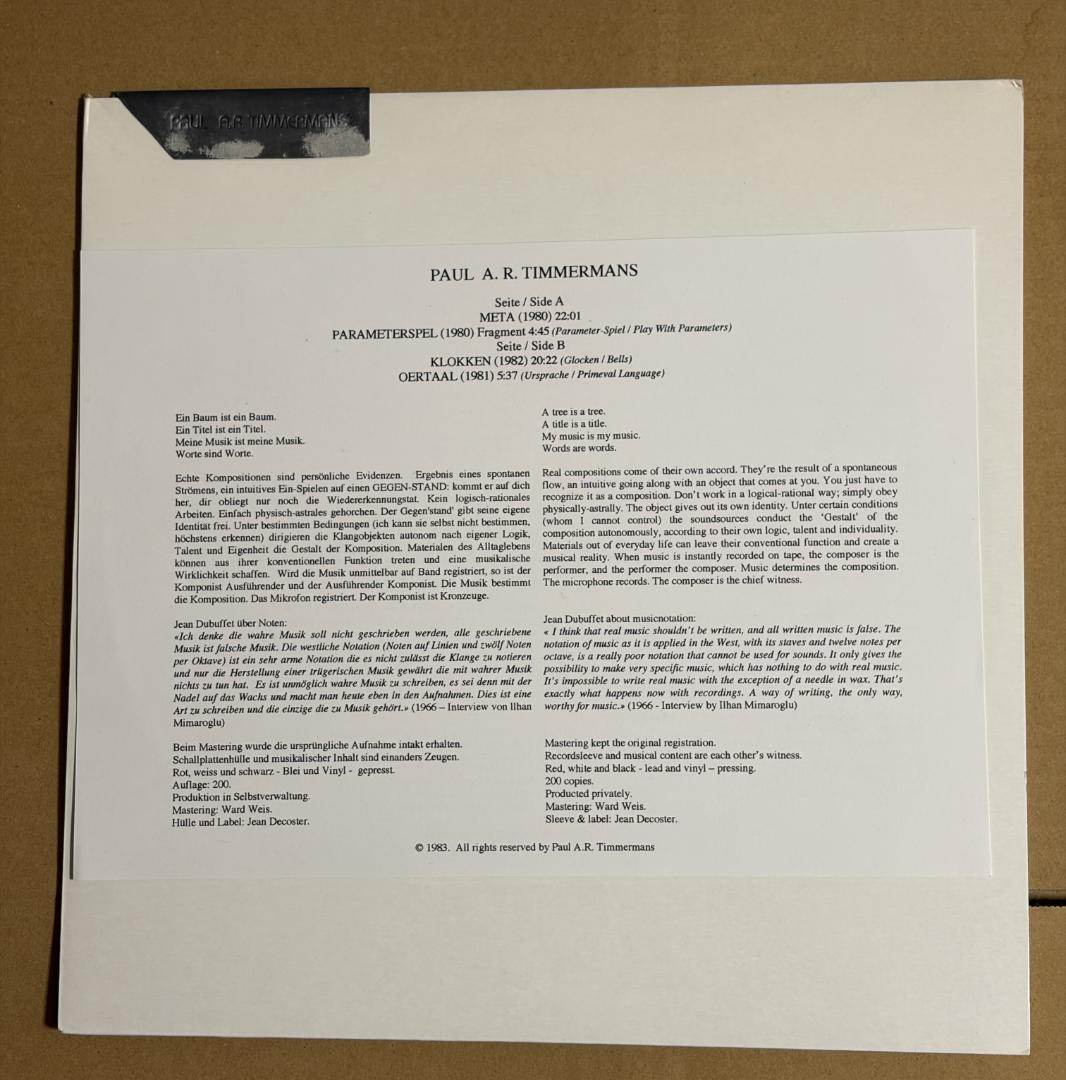 PAUL A.R. TIMMERMANS
PAUL A. R. TIMMERMANS
Seite / Side A
META (1980) 22:01
PARAMETERSPEL (1980) Fragment 4:45 (Parameter-Spiel / Play With Parameters)
Seite / Side B
KLOKKEN (1982) 20:22 (Glocken / Bells)
OERTAAL (1981) 5:37 (Ursprache / Primeval Language)
Ein Baum ist ein Baum.
Ein Titel ist ein Titel.
Meine Musik ist meine Musik.
Worte sind Worte.
Echte Kompositionen sind persönliche Evidenzen. Ergebnis eines spontanen
Strömens, ein intuitives Ein-Spielen auf einen GEGEN-STAND: kommt er auf dich
her, dir obliegt nur noch die Wiedererkennungstat. Kein logisch-rationales
Arbeiten. Einfach physisch-astrales gehorchen. Der Gegen'stand' gibt seine eigene
Identität frei. Unter bestimmten Bedingungen (ich kann sie selbst nicht bestimmen,
höchstens erkennen) dirigieren die Klangobjekten autonom nach eigener Logik,
Talent und Eigenheit die Gestalt der Komposition. Materialen des Alltaglebens
können aus ihrer konventionellen Funktion treten und eine musikalische
Wirklichkeit schaffen. Wird die Musik unmittelbar auf Band registriert, so ist der
Komponist Ausführender und der Ausführender Komponist. Die Musik bestimmt
die Komposition. Das Mikrofon registriert. Der Komponist ist Kronzeuge.
Jean Dubuffet über Noten:
«Ich denke die wahre Musik soll nicht geschrieben werden, alle geschriebene
Musik ist falsche Musik. Die westliche Notation (Noten auf Linien und zwölf Noten
per Oktave) ist ein sehr arme Notation die es nicht zulässt die Klange zu notieren
und nur die Herstellung einer trügerischen Musik gewährt die mit wahrer Musik
nichts zu tun hat. Es ist unmöglich wahre Musik zu schreiben, es sei denn mit der
Nadel auf das Wachs und macht man heute eben in den Aufnahmen. Dies ist eine
Art zu schreiben und die einzige die zu Musik gehört.» (1966 – Interview von Ilhan
Mimaroglu)
Beim Mastering wurde die ursprüngliche Aufnahme intakt erhalten.
Schallplattenhülle und musikalischer Inhalt sind einanders Zeugen.
Rot, weiss und schwarz - Blei und Vinyl - gepresst.
Auflage: 200.
Produktion in Selbstverwaltung.
Mastering: Ward Weis.
Hülle und Label: Jean Decoster.
A tree is a tree.
A title is a title.
My music is my music.
Words are words.
Real compositions come of their own accord. They're the result of a spontaneous
flow, an intuitive going along with an object that comes at you. You just have to
recognize it as a composition. Don't work in a logical-rational way; simply obey
physically-astrally. The object gives out its own identity. Under certain conditions
(whom I cannot control) the soundsources conduct the 'Gestalt' of the
composition autonomously, according to their own logic, talent and individuality.
Materials out of everyday life can leave their conventional function and create a
musical reality. When music is instantly recorded on tape, the composer is the
performer, and the performer the composer. Music determines the composition.
The microphone records. The composer is the chief witness.
Jean Dubuffet about musicnotation:
« I think that real music shouldn't be written, and all written music is false. The
notation of music as it is applied in the West, with its staves and twelve notes per
octave, is a really poor notation that cannot be used for sounds. It only gives the
possibility to make very specific music, which has nothing to do with real music.
It's impossible to write real music with the exception of a needle in wax. That's
exactly what happens now with recordings. A way of writing, the only way,
worthy for music.» (1966 - Interview by Ilhan Mimaroglu)
Mastering kept the original registration.
Recordsleeve and musical content are each other's witness.
Red, white and black - lead and vinyl – pressing.
200 copies.
Producted privately.
Mastering: Ward Weis.
Sleeve & label: Jean Decoster.
© 1983. All rights reserved by Paul A.R. Timmermans